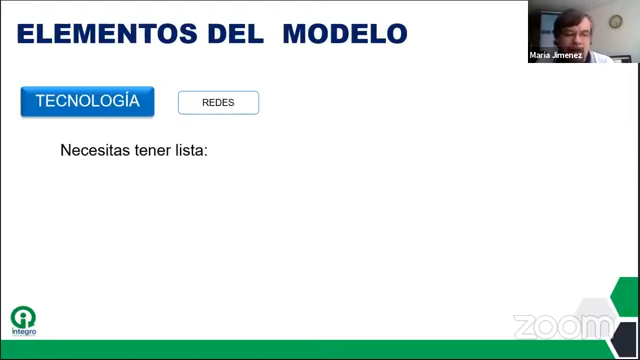 ELEMENTOS DEL MODELO
Maria Jimenez
TECNOLOGÍA
REDES
Necesitas tener lista:
integro
zoom